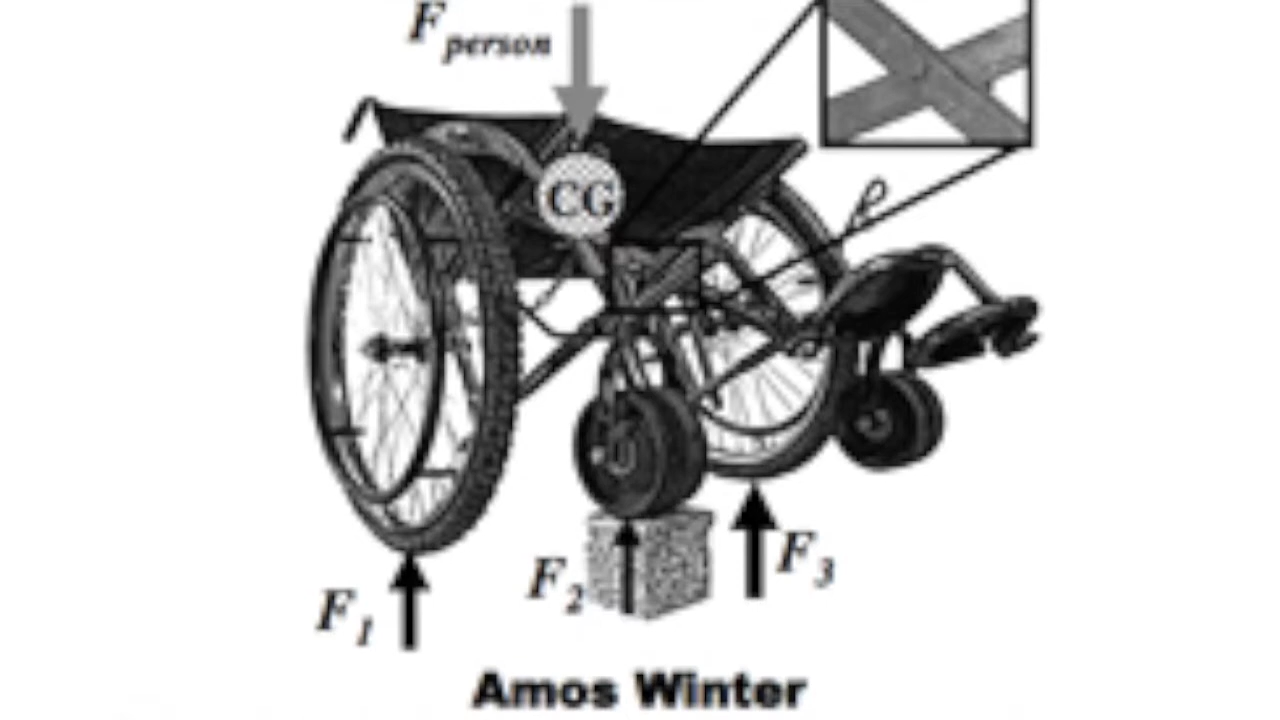 F person
CG
ρ
F 2
F 3
F 1
Amos Winter